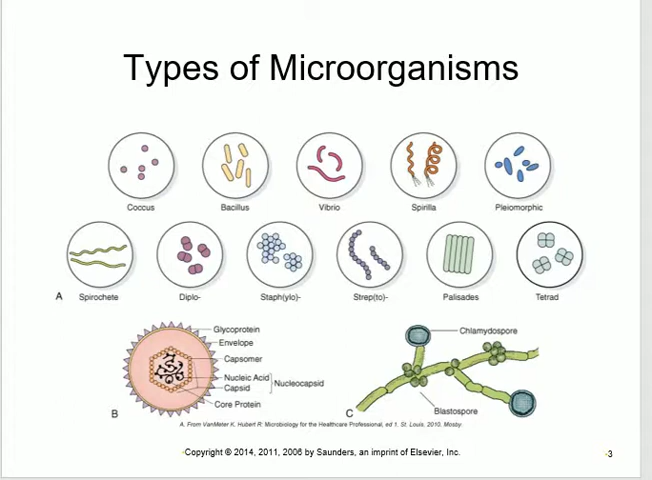 Types of Microorganisms
Coccus Bacillus Vibrio Spirilla Pleiomorphic
A Spirochete Diplo- Staph(ylo)- Strep(to)- Palisades Tetrad
Glycoprotein
Envelope
Capsomer
Nucleic Acid
Capsid
Nucleocapsid
Core Protein
B
Chlamydospore
Blastospore
C
A. From VanMeter K, Hubert R: Microbiology for the Healthcare Professional, ed 1, St. Louis, 2010, Mosby
Copyright © 2014, 2011, 2006 by Saunders, an imprint of Elsevier, Inc.
3